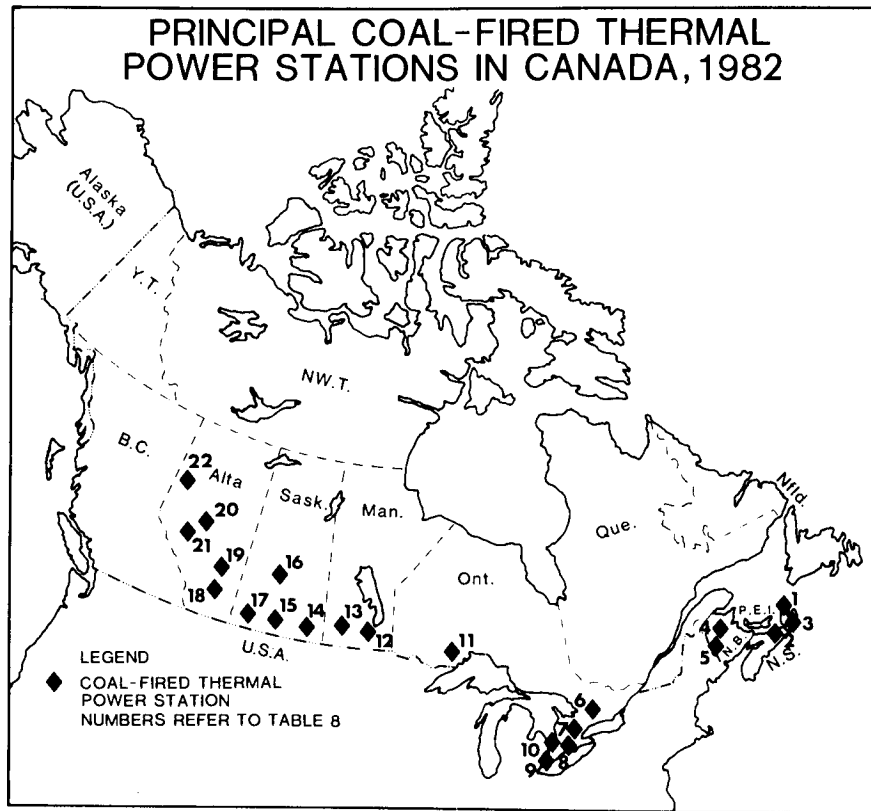 PRINCIPAL COAL-FIRED THERMAL
POWER STATIONS IN CANADA, 1982
Alaska
(U.S.A.)
Y.T.
N.W.T.
B.C.
Alta
Sask.
Man.
Ont.
Que.
Nfld.
P.E.I.
N.B.
N.S.
U.S.A.
22
20
21
19
18
16
17
15
14
13
12
11
1
3
2
4
5
6
7
8
10
9
LEGEND
COAL-FIRED THERMAL
POWER STATION
NUMBERS REFER TO TABLE 8